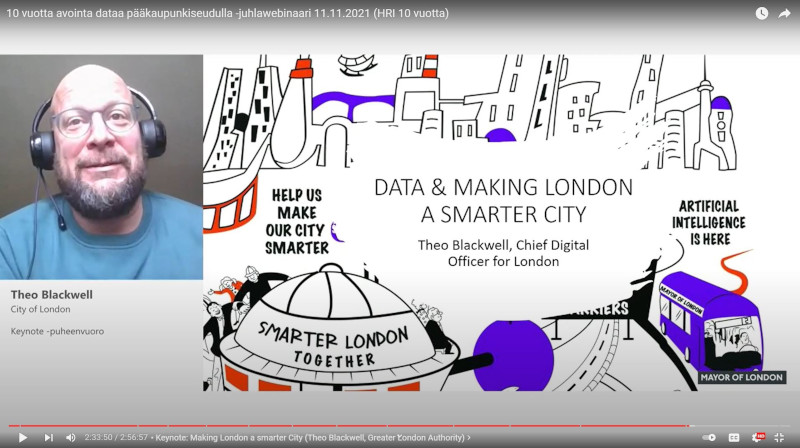 10 vuotta avointa dataa pääkaupunkiseudulla -juhlawebinaari 11.11.2021 (HRI 10 vuotta)
DATA & MAKING LONDON
A SMARTER CITY
Theo Blackwell, Chief Digital
Officer for London
HELP US
MAKE
OUR CITY
SMARTER
ARTIFICIAL
INTELLIGENCE
IS HERE
SMARTER LONDON
TOGETHER
MAYOR OF LONDON
MAYOR OF LONDON
Theo Blackwell
City of London
Keynote -puheenvuoro
2:33:50 / 2:56:57 • Keynote: Making London a smarter City (Theo Blackwell, Greater London Authority)
CC
HD